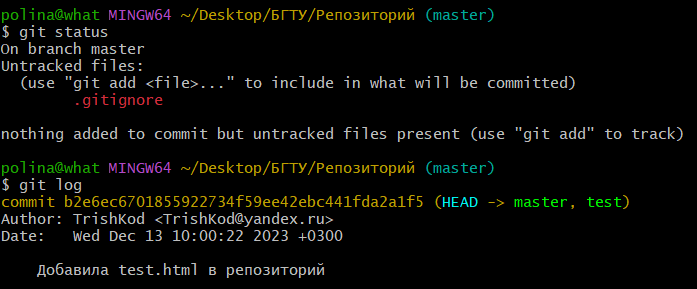 polina@what MINGW64 ~/Desktop/БГТУ/Репозиторий (master)
$ git status
On branch master
Untracked files:
  (use "git add <file>..." to include in what will be committed)
        .gitignore

nothing added to commit but untracked files present (use "git add" to track)

polina@what MINGW64 ~/Desktop/БГТУ/Репозиторий (master)
$ git log
commit b2e6ec6701855922734f59ee42ebc441fda2a1f5 (HEAD -> master, test)
Author: TrishKod <TrishKod@yandex.ru>
Date:   Wed Dec 13 10:00:22 2023 +0300

    Добавила test.html в репозиторий